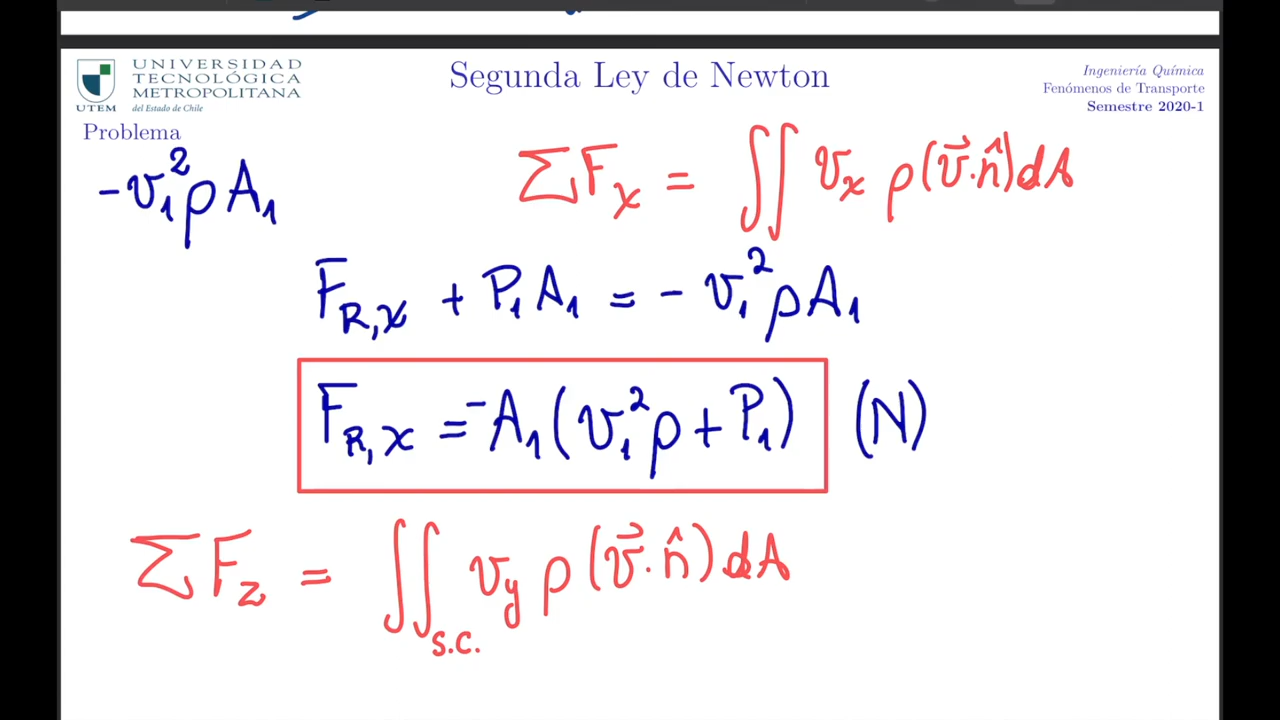 UNIVERSIDAD
TECNOLÓGICA
METROPOLITANA
del Estado de Chile
UTEM
Segunda Ley de Newton
Ingeniería Química
Fenómenos de Transporte
Semestre 2020-1
Problema
-v₁²ρA₁
ΣFₓ = ∬ vₓ ρ(v⃗·n̂)dA
F_R,x + P₁A₁ = - v₁²ρA₁
F_R,x = -A₁(v₁²ρ + P₁) (N)
ΣF_z = ∬_s.c. v_y ρ(v⃗·n̂)dA